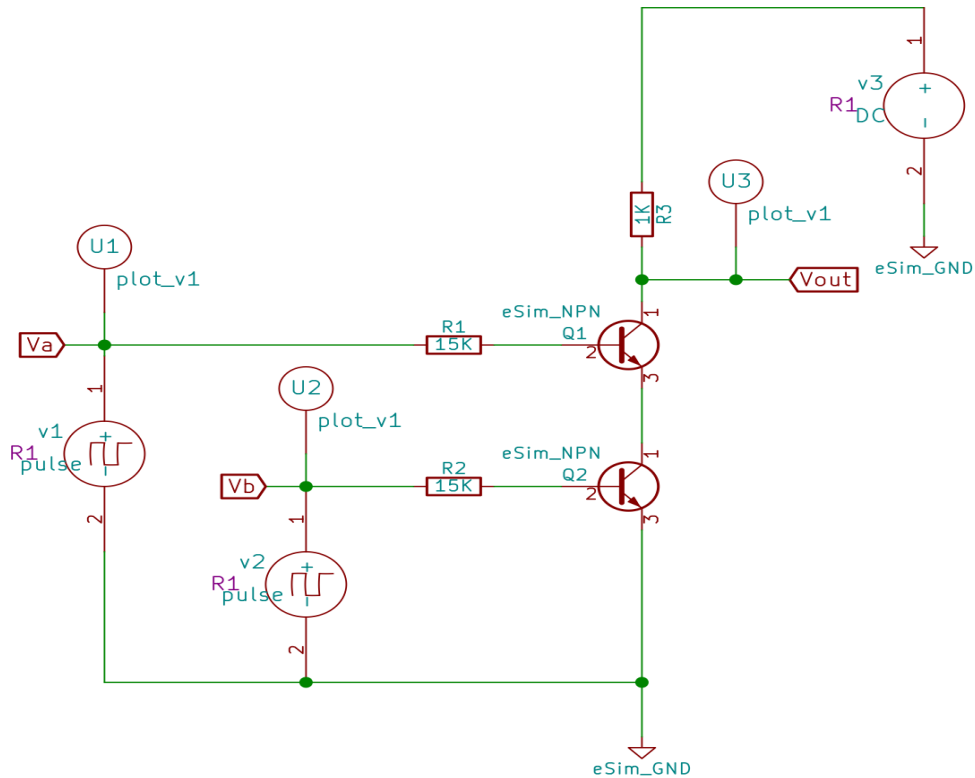 1
v3
+
R1
DC
-
2
U3
plot_v1
1K
R3
eSim_GND
Vout
U1
plot_v1
eSim_NPN
Q1
1
2
3
Va
R1
15K
1
U2
plot_v1
v1
+
R1
pulse
-
2
eSim_NPN
Q2
1
2
3
Vb
R2
15K
1
v2
+
R1
pulse
-
2
eSim_GND